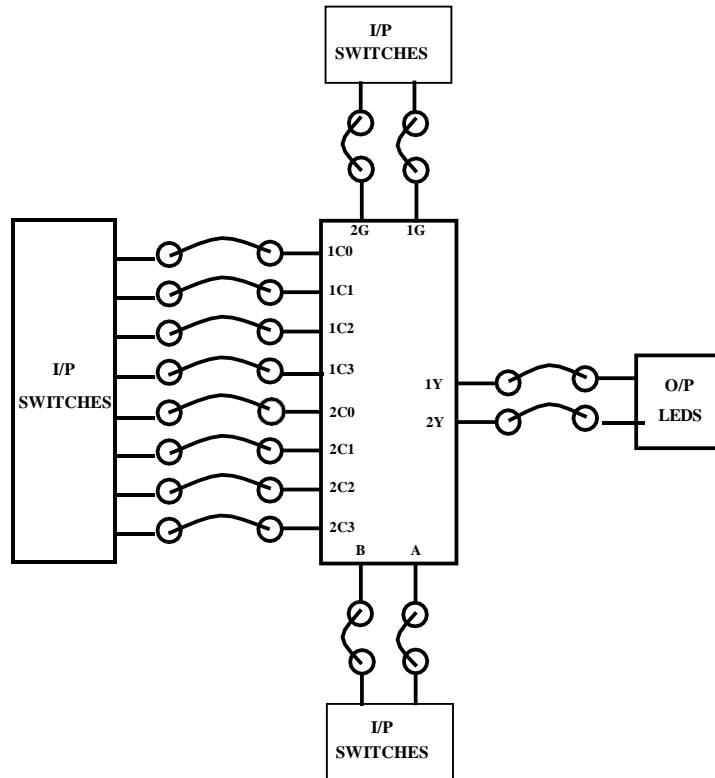 I/P
SWITCHES
2G 1G
1C0
1C1
1C2
1C3
2C0
2C1
2C2
2C3
I/P
SWITCHES
1Y
2Y
O/P
LEDS
B A
I/P
SWITCHES